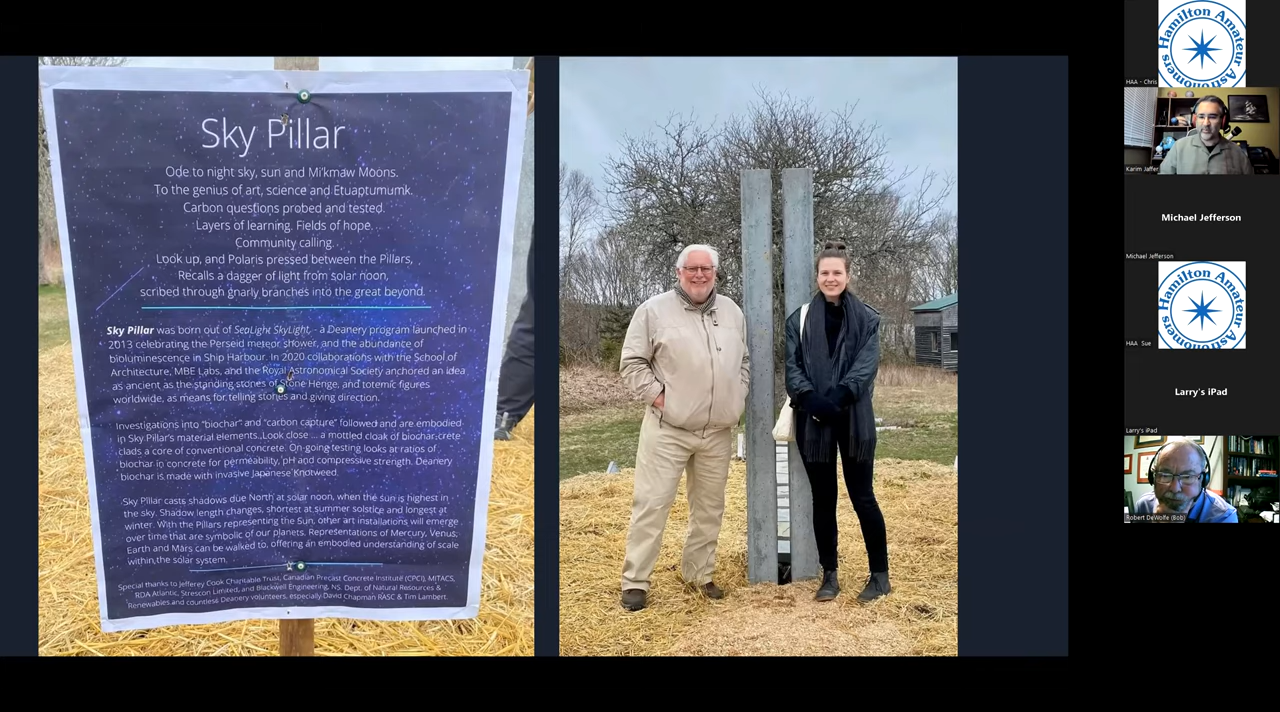 Sky Pillar
Ode to night sky, sun and Mi'kmaw Moons.
To the genius of art, science and Etuaptumumk.
Carbon questions probed and tested.
Layers of learning. Fields of hope.
Community calling.
Look up, and Polaris pressed between the Pillars,
Recalls a dagger of light from solar noon,
scribed through gnarly branches into the great beyond.
Sky Pillar was born out of SeaLight SkyLight, - a Deanery program launched in
2013 celebrating the Perseid meteor shower, and the abundance of
bioluminescence in Ship Harbour. In 2020 collaborations with the School of
Architecture, MBE Labs, and the Royal Astronomical Society anchored an idea
as ancient as the standing stones of Stone Henge, and totemic figures
worldwide, as means for telling stories and giving direction.
Investigations into "biochar" and "carbon capture" followed and are embodied
in Sky Pillar's material elements. Look close ... a mottled cloak of biochar-crete
clads a core of conventional concrete. On-going testing looks at ratios of
biochar in concrete for permeability, pH and compressive strength. Deanery
biochar is made with invasive Japanese Knotweed.
Sky Pillar casts shadows due North at solar noon, when the sun is highest in
the sky. Shadow length changes, shortest at summer solstice and longest at
winter. With the Pillars representing the Sun, other art installations will emerge
over time that are symbolic of our planets. Representations of Mercury, Venus,
Earth and Mars can be walked to, offering an embodied understanding of scale
within the solar system.
Special thanks to Jefferey Cook Charitable Trust, Canadian Precast Concrete Institute (CPCI), MITACS,
RDA Atlantic, Strescon Limited, and Blackwell Engineering, NS. Dept. of Natural Resources &
Renewables and countless Deanery volunteers, especially David Chapman RASC & Tim Lambert.
Hamilton Amateur Astronomers
HAA - Chris
Karim Jaffer
Michael Jefferson
Michael Jefferson
Hamilton Amateur Astronomers
HAA Sue
Larry's iPad
Larry's iPad
Robert DeWolfe (Bob)